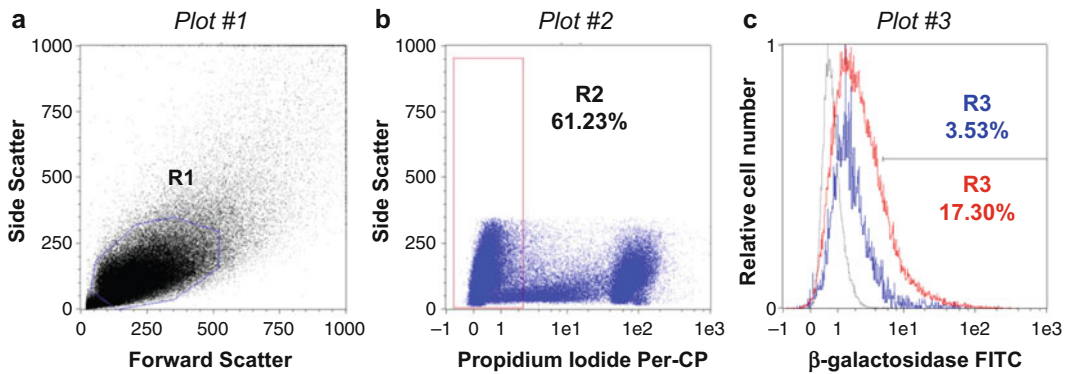 a Plot #1
1000
750
500
250
0
Side Scatter
R1
0 250 500 750 1000
Forward Scatter
b Plot #2
1000
750
500
250
0
Side Scatter
R2
61.23%
−1 0 1 1e1 1e2 1e3
Propidium Iodide Per-CP
c Plot #3
1
0
Relative cell number
R3
3.53%
R3
17.30%
−1 0 1 1e1 1e2 1e3
β-galactosidase FITC